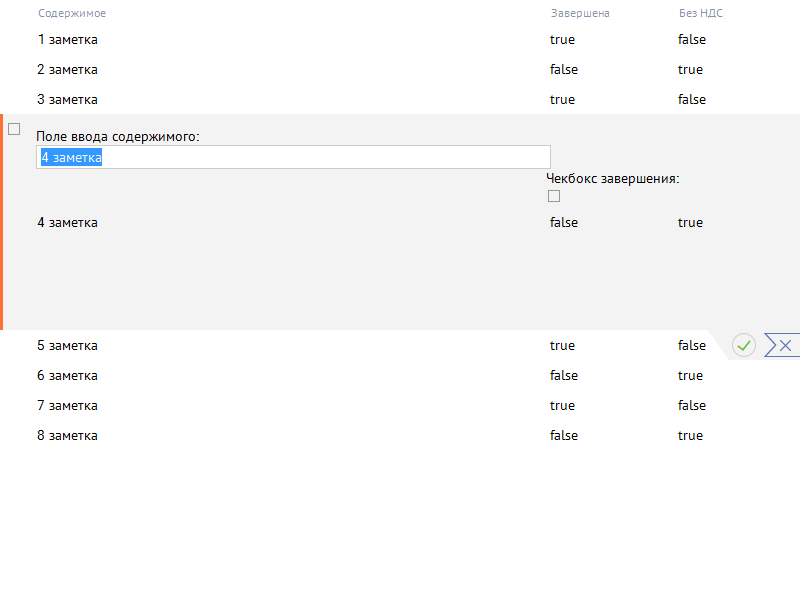 Содержимое Завершена Без НДС
1 заметка true false
2 заметка false true
3 заметка true false
Поле ввода содержимого:
4 заметка
Чекбокс завершения:
4 заметка false true
5 заметка true false
6 заметка false true
7 заметка true false
8 заметка false true